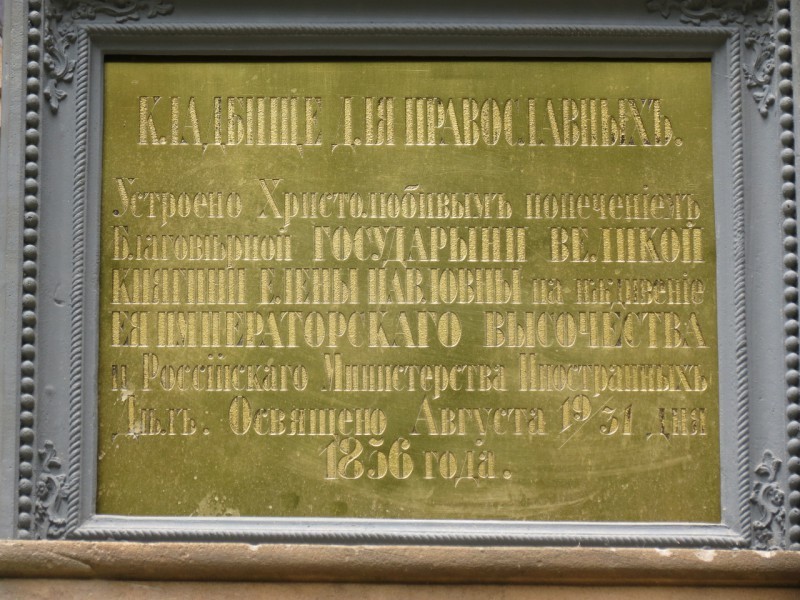 КЛАДБИЩЕ ДЛЯ ПРАВОСЛАВНЫХЪ.
Устроено Христолюбивымъ попеченіемъ
Благовѣрной ГОСУДАРЫНИ ВЕЛИКОЙ
КНЯГИНИ ЕЛЕНЫ ПАВЛОВНЫ на иждивеніе
ЕЯ ИМПЕРАТОРСКАГО ВЫСОЧЕСТВА
и Россійскаго Министерства Иностранныхъ
Дѣлъ. Освящено Августа 19/31 дня
1856 года.